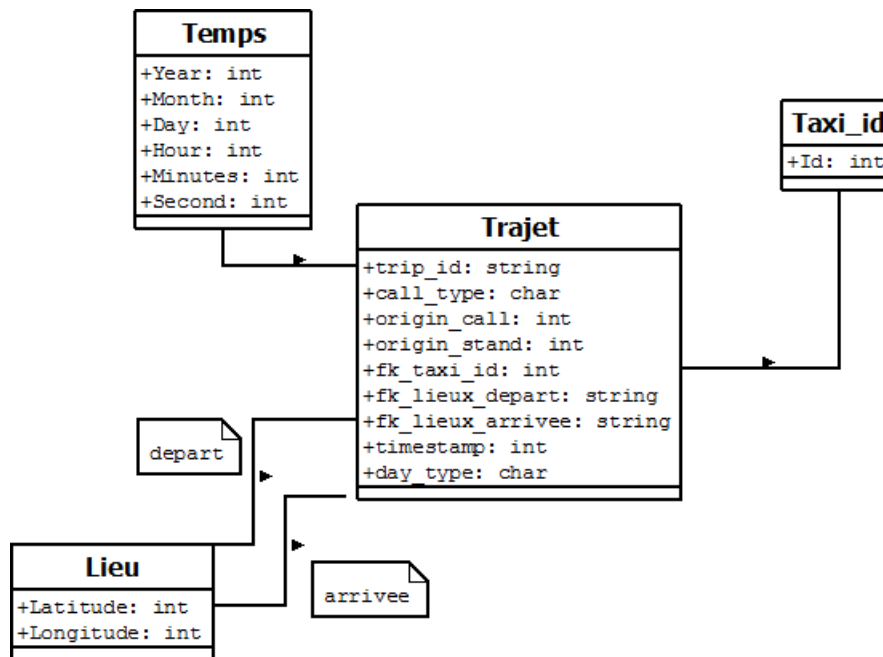 Temps
+Year: int
+Month: int
+Day: int
+Hour: int
+Minutes: int
+Second: int
Taxi_id
+Id: int
Trajet
+trip_id: string
+call_type: char
+origin_call: int
+origin_stand: int
+fk_taxi_id: int
+fk_lieux_depart: string
+fk_lieux_arrivee: string
+timestamp: int
+day_type: char
depart
Lieu
+Latitude: int
+Longitude: int
arrivee